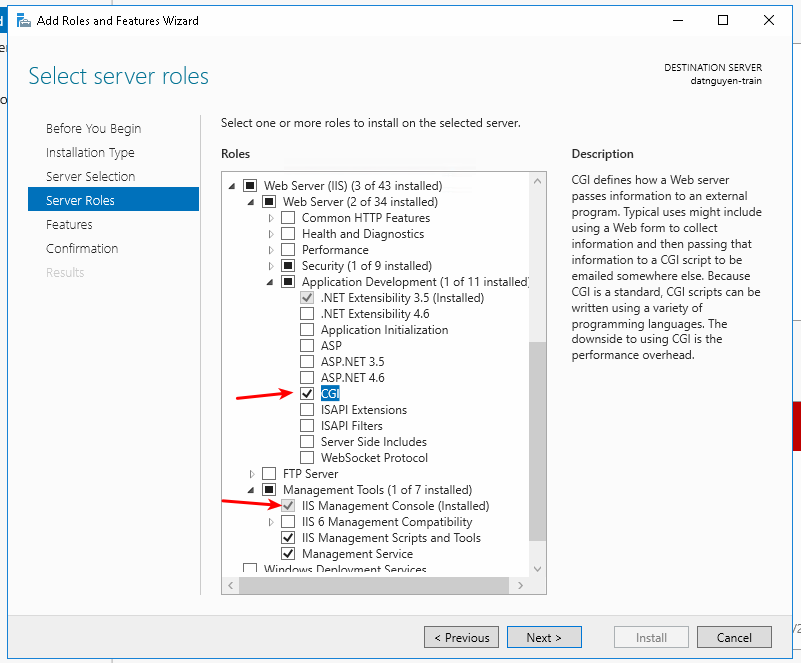 Add Roles and Features Wizard
Select server roles
DESTINATION SERVER
datnguyen-train
Before You Begin
Installation Type
Server Selection
Server Roles
Features
Confirmation
Results
Select one or more roles to install on the selected server.
Roles
Web Server (IIS) (3 of 43 installed)
Web Server (2 of 34 installed)
Common HTTP Features
Health and Diagnostics
Performance
Security (1 of 9 installed)
Application Development (1 of 11 installed)
.NET Extensibility 3.5 (Installed)
.NET Extensibility 4.6
Application Initialization
ASP
ASP.NET 3.5
ASP.NET 4.6
CGI
ISAPI Extensions
ISAPI Filters
Server Side Includes
WebSocket Protocol
FTP Server
Management Tools (1 of 7 installed)
IIS Management Console (Installed)
IIS 6 Management Compatibility
IIS Management Scripts and Tools
Management Service
Windows Deployment Services
Description
CGI defines how a Web server
passes information to an external
program. Typical uses might include
using a Web form to collect
information and then passing that
information to a CGI script to be
emailed somewhere else. Because
CGI is a standard, CGI scripts can be
written using a variety of
programming languages. The
downside to using CGI is the
performance overhead.
< Previous
Next >
Install
Cancel